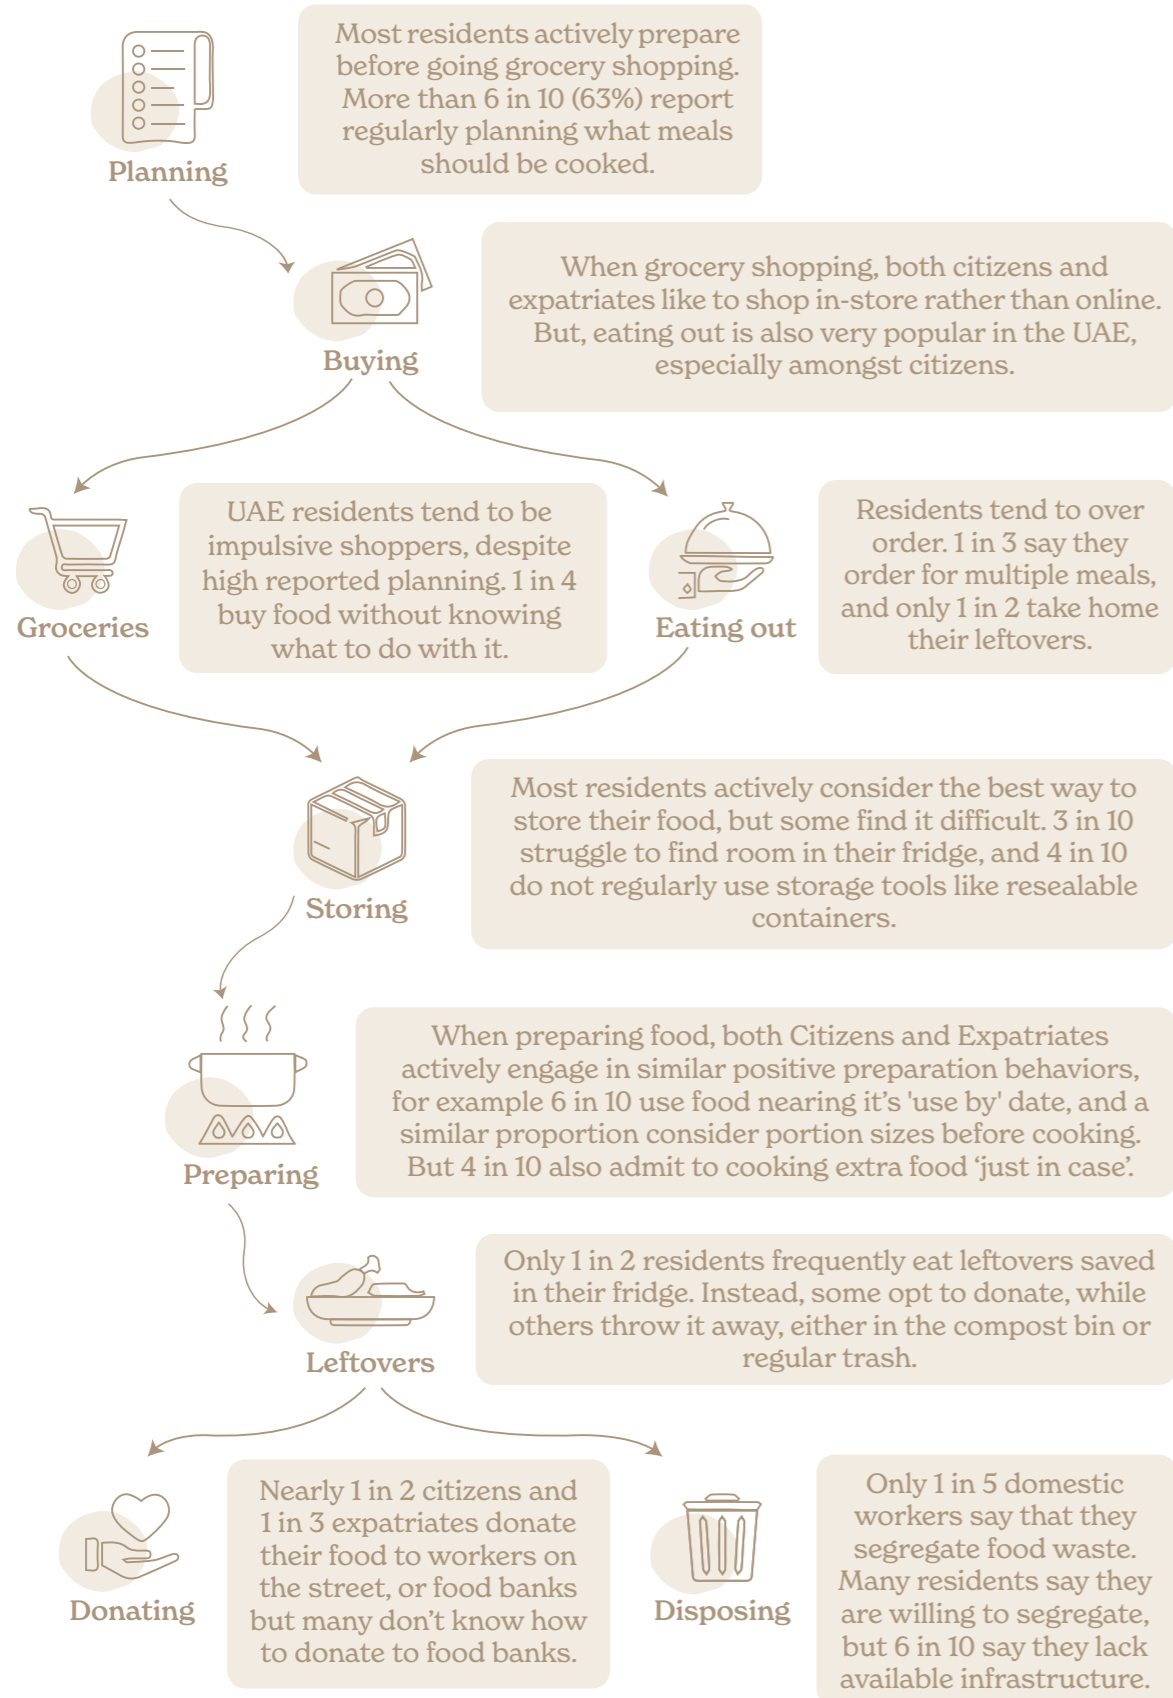 Most residents actively prepare
before going grocery shopping.
More than 6 in 10 (63%) report
regularly planning what meals
should be cooked.
Planning
When grocery shopping, both citizens and
expatriates like to shop in-store rather than online.
But, eating out is also very popular in the UAE,
especially amongst citizens.
Buying
UAE residents tend to be
impulsive shoppers, despite
high reported planning. 1 in 4
buy food without knowing
what to do with it.
Groceries
Residents tend to over
order. 1 in 3 say they
order for multiple meals,
and only 1 in 2 take home
their leftovers.
Eating out
Most residents actively consider the best way to
store their food, but some find it difficult. 3 in 10
struggle to find room in their fridge, and 4 in 10
do not regularly use storage tools like resealable
containers.
Storing
When preparing food, both Citizens and Expatriates
actively engage in similar positive preparation behaviors,
for example 6 in 10 use food nearing it’s 'use by' date, and a
similar proportion consider portion sizes before cooking.
But 4 in 10 also admit to cooking extra food ‘just in case’.
Preparing
Only 1 in 2 residents frequently eat leftovers saved
in their fridge. Instead, some opt to donate, while
others throw it away, either in the compost bin or
regular trash.
Leftovers
Nearly 1 in 2 citizens and
1 in 3 expatriates donate
their food to workers on
the street, or food banks
but many don’t know how
to donate to food banks.
Donating
Only 1 in 5 domestic
workers say that they
segregate food waste.
Many residents say they
are willing to segregate,
but 6 in 10 say they lack
available infrastructure.
Disposing